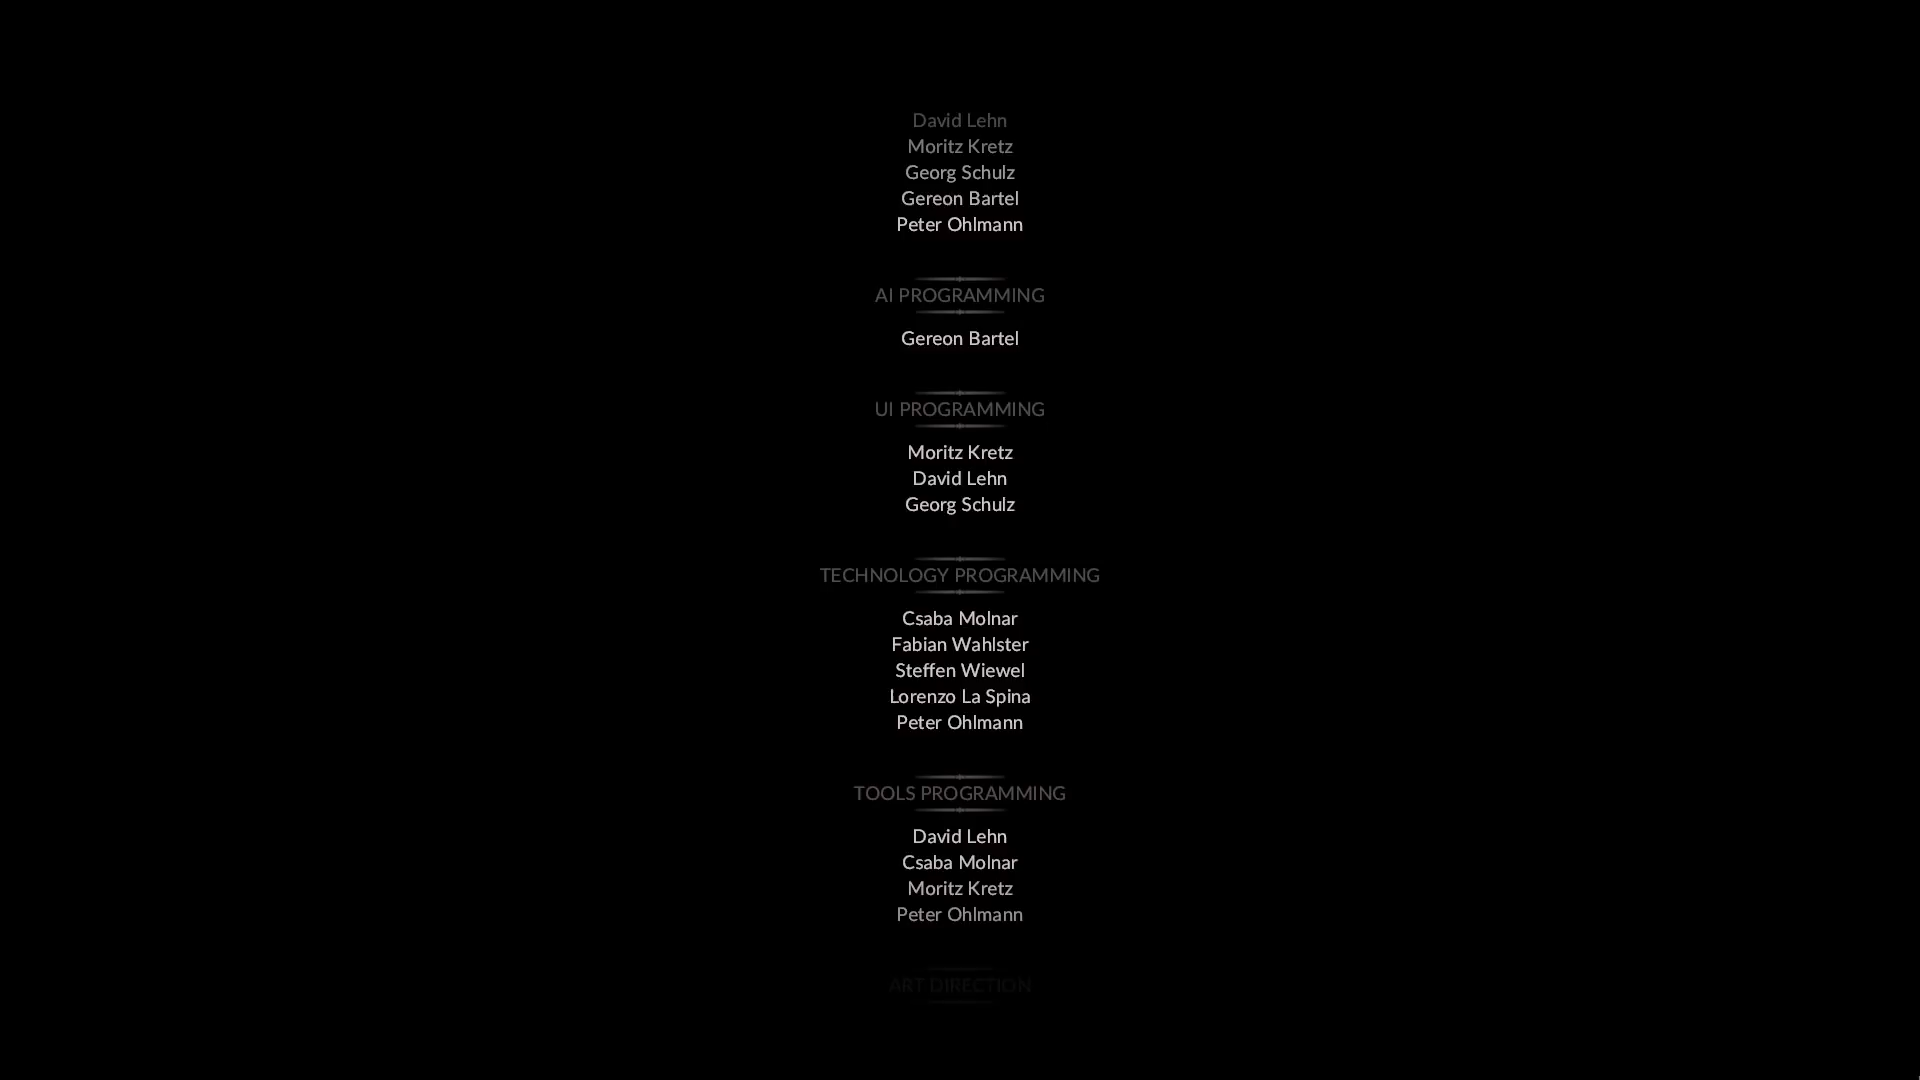 David Lehn
Moritz Kretz
Georg Schulz
Gereon Bartel
Peter Ohlmann
AI PROGRAMMING
Gereon Bartel
UI PROGRAMMING
Moritz Kretz
David Lehn
Georg Schulz
TECHNOLOGY PROGRAMMING
Csaba Molnar
Fabian Wahlster
Steffen Wiewel
Lorenzo La Spina
Peter Ohlmann
TOOLS PROGRAMMING
David Lehn
Csaba Molnar
Moritz Kretz
Peter Ohlmann
ART DIRECTION